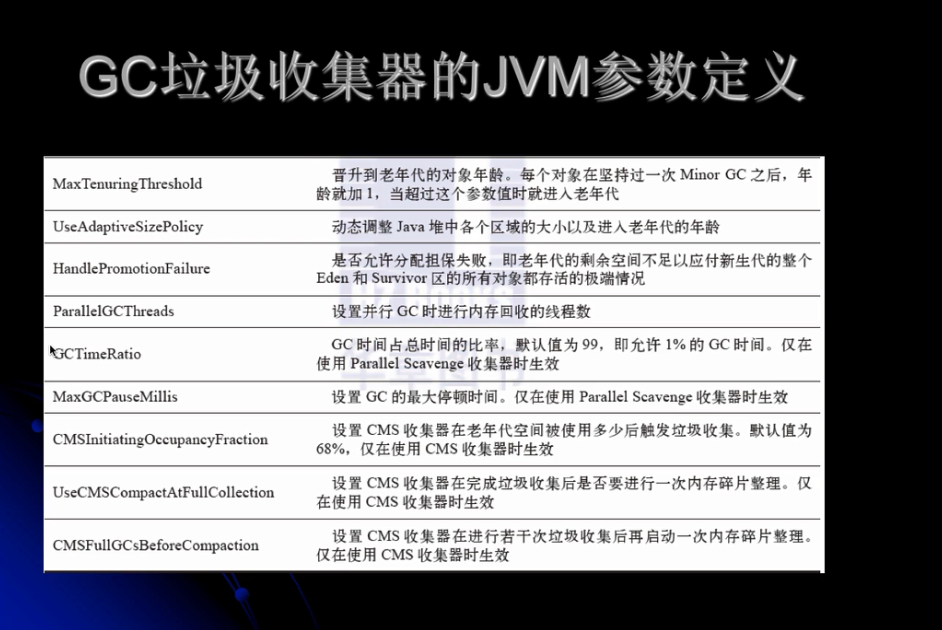 GC垃圾收集器的JVM参数定义
MaxTenuringThreshold
晋升到老年代的对象年龄。每个对象在坚持过一次 Minor GC 之后，年
龄就加 1，当超过这个参数值时就进入老年代
UseAdaptiveSizePolicy
动态调整 Java 堆中各个区域的大小以及进入老年代的年龄
HandlePromotionFailure
是否允许分配担保失败，即老年代的剩余空间不足以应付新生代的整个
Eden 和 Survivor 区的所有对象都存活的极端情况
ParallelGCThreads
设置并行 GC 时进行内存回收的线程数
GCTimeRatio
GC 时间占总时间的比率，默认值为 99，即允许 1% 的 GC 时间。仅在
使用 Parallel Scavenge 收集器时生效
MaxGCPauseMillis
设置 GC 的最大停顿时间。仅在使用 Parallel Scavenge 收集器时生效
CMSInitiatingOccupancyFraction
设置 CMS 收集器在老年代空间被使用多少后触发垃圾收集。默认值为
68%，仅在使用 CMS 收集器时生效
UseCMSCompactAtFullCollection
设置 CMS 收集器在完成垃圾收集后是否要进行一次内存碎片整理。仅
在使用 CMS 收集器时生效
CMSFullGCsBeforeCompaction
设置 CMS 收集器在进行若干次垃圾收集后再启动一次内存碎片整理。
仅在使用 CMS 收集器时生效
HZ Books
华章图书